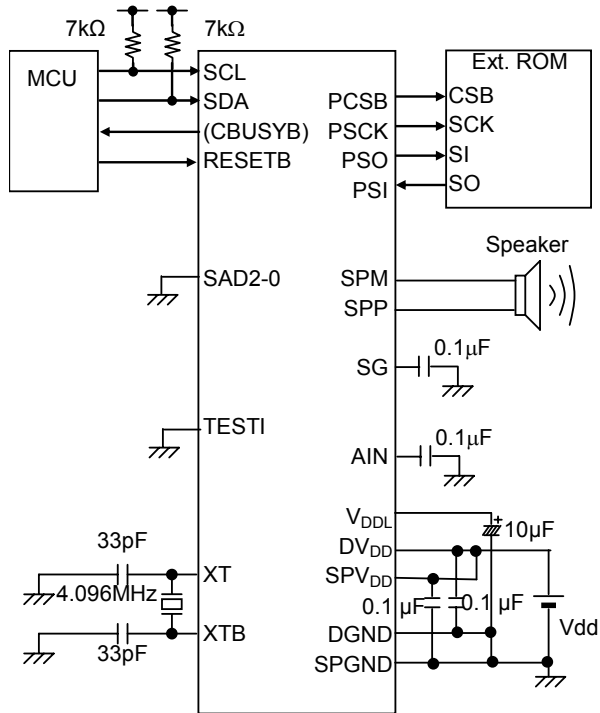 7kΩ
7kΩ
MCU
SCL
SDA
(CBUSYB)
RESETB
PCSB
PSCK
PSO
PSI
Ext. ROM
CSB
SCK
SI
SO
SAD2-0
Speaker
SPM
SPP
0.1μF
SG
TESTI
0.1μF
AIN
VDDL
10μF
DVDD
SPVDD
0.1 μF
0.1 μF
DGND
SPGND
Vdd
33pF
XT
4.096MHz
XTB
33pF